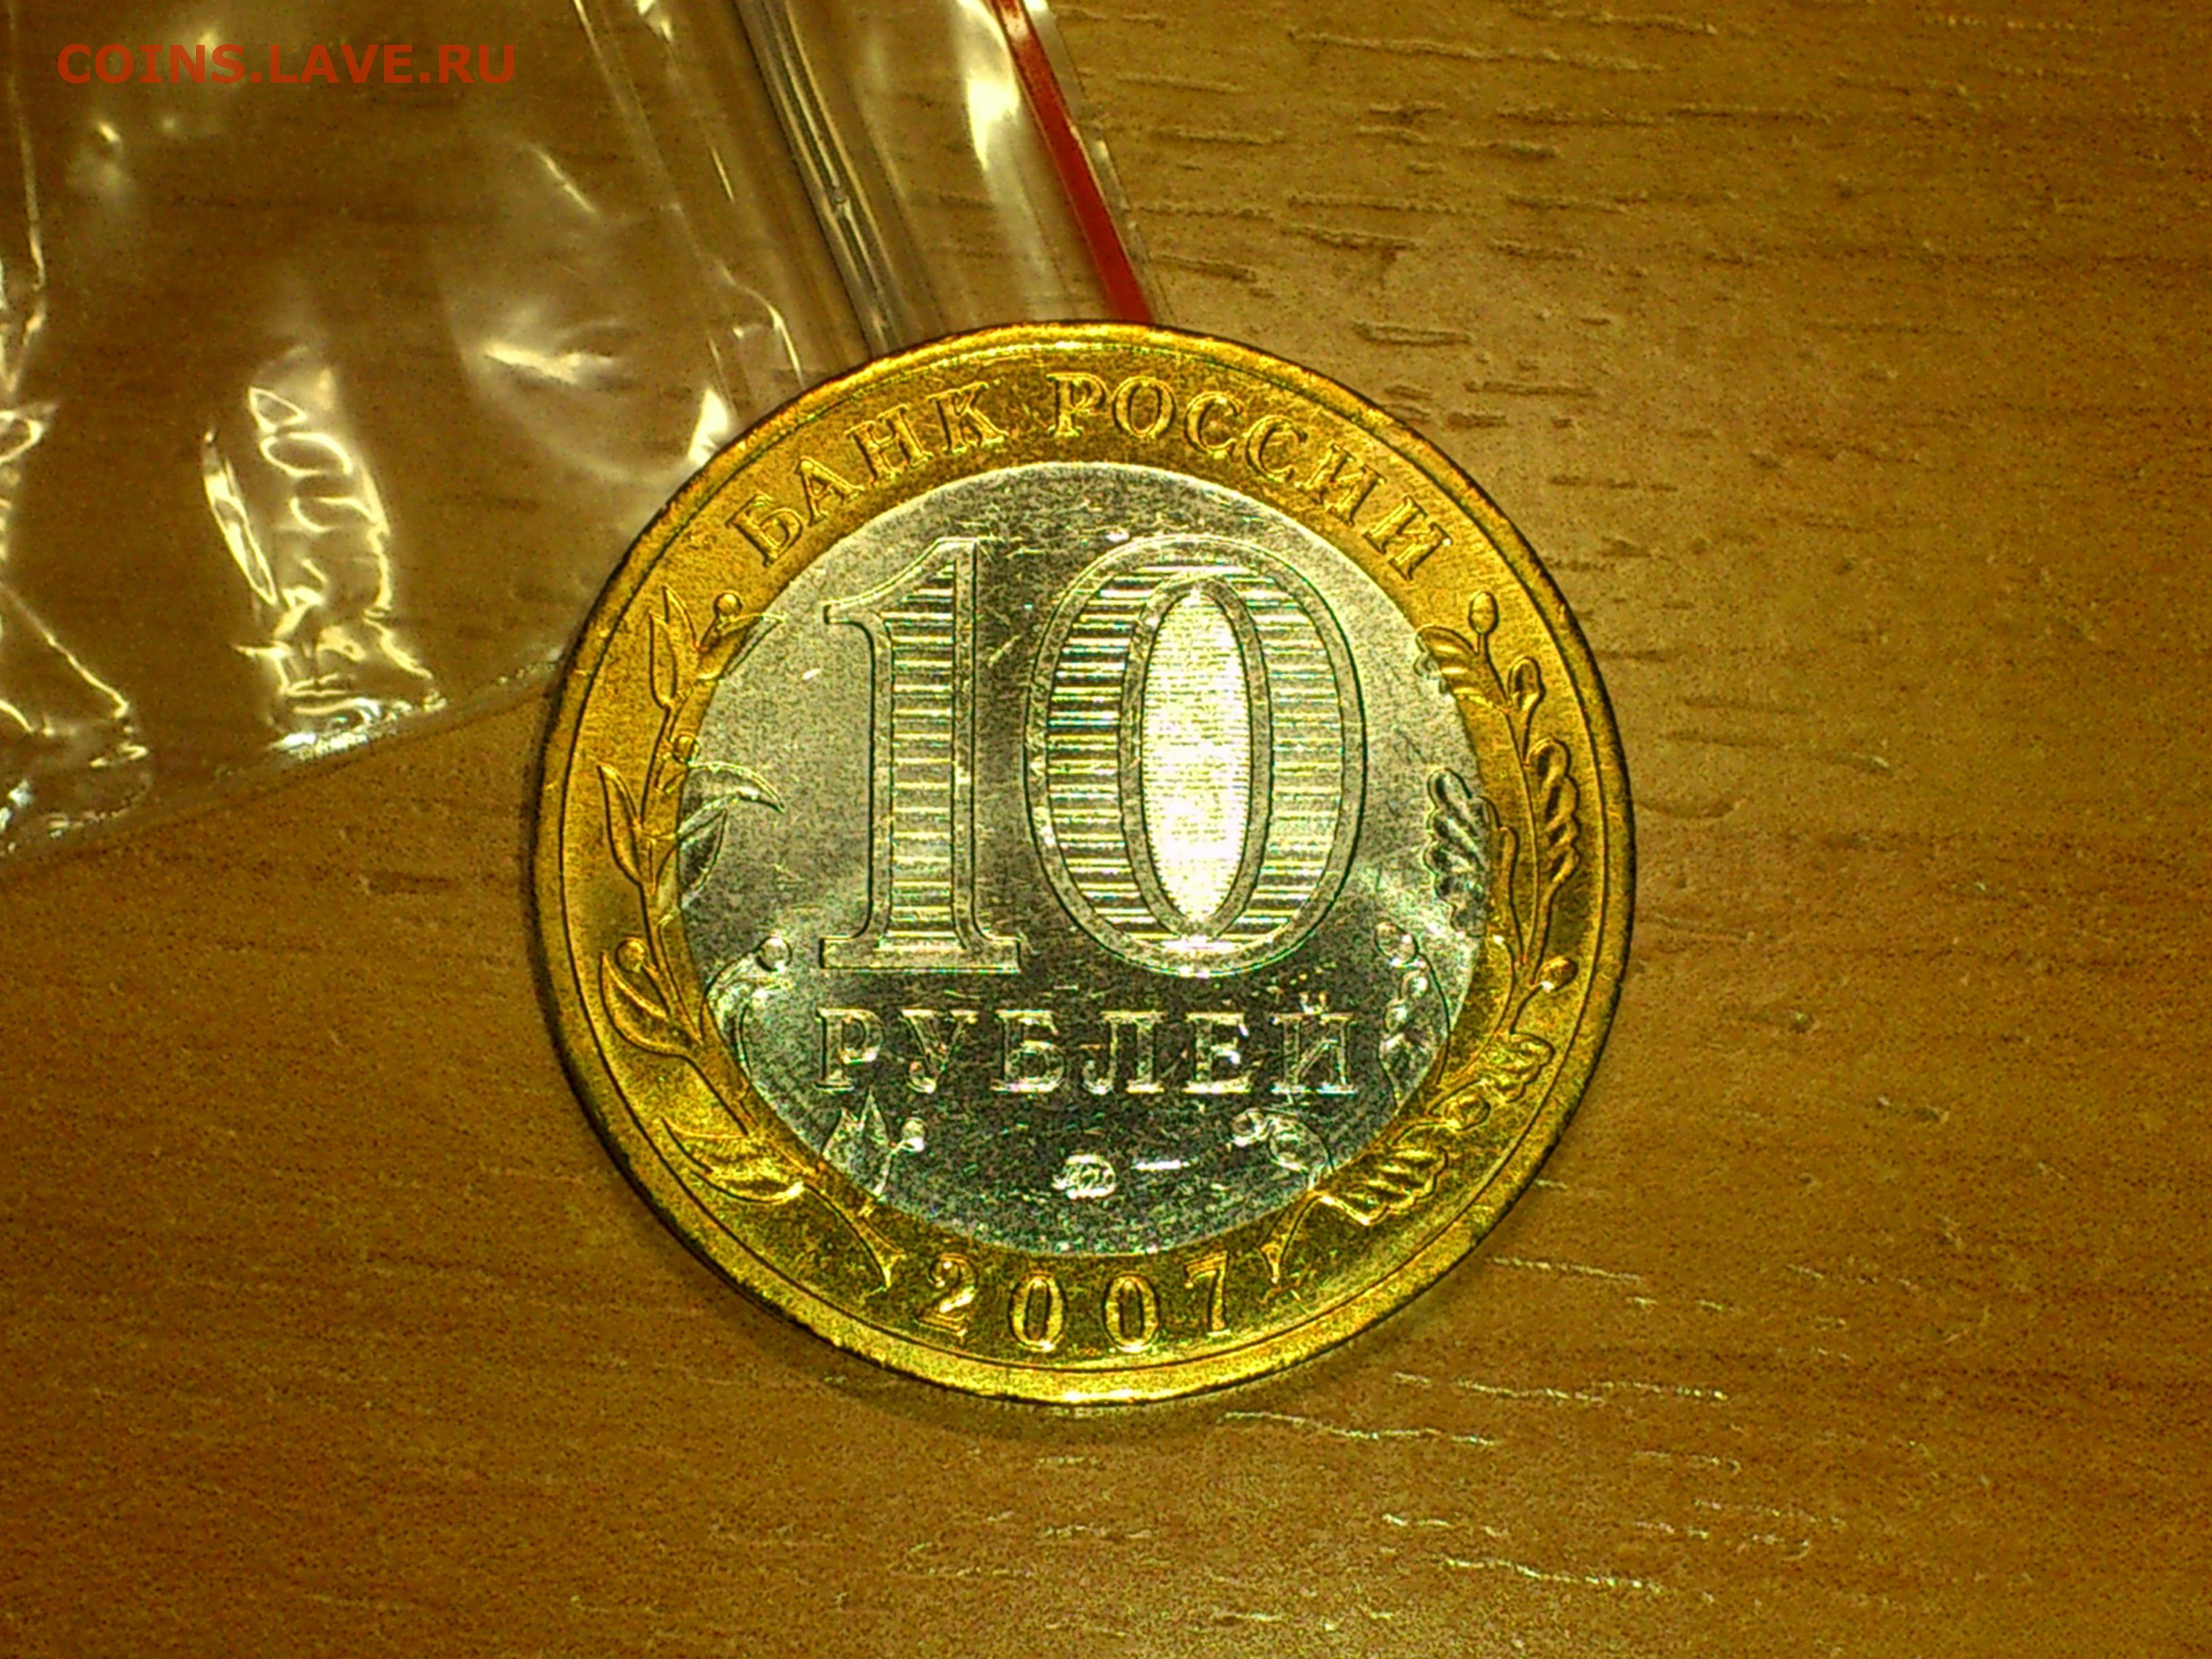 COINS.LAVE.RU
БАНК РОССИИ
10
РУБЛЕЙ
2007